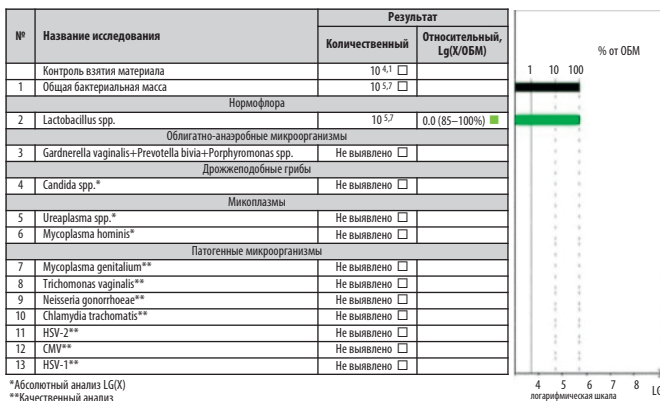 № Название исследования Результат
Количественный Относительный, Lg(X/ОБМ)
Контроль взятия материала 10 4,1 ☐
1 Общая бактериальная масса 10 5,7 ☐
Нормофлора
2 Lactobacillus spp. 10 5,7 0.0 (85–100%)
Облигатно-анаэробные микроорганизмы
3 Gardnerella vaginalis+Prevotella bivia+Porphyromonas spp. Не выявлено ☐
Дрожжеподобные грибы
4 Candida spp.* Не выявлено ☐
Микоплазмы
5 Ureaplasma spp.* Не выявлено ☐
6 Mycoplasma hominis* Не выявлено ☐
Патогенные микроорганизмы
7 Mycoplasma genitalium** Не выявлено ☐
8 Trichomonas vaginalis** Не выявлено ☐
9 Neisseria gonorrhoeae** Не выявлено ☐
10 Chlamydia trachomatis** Не выявлено ☐
11 HSV-2** Не выявлено ☐
12 CMV** Не выявлено ☐
13 HSV-1** Не выявлено ☐
*Абсолютный анализ LG(X)
**Качественный анализ
% от ОБМ
1 10 100
4 5 6 7 8
логарифмическая шкала